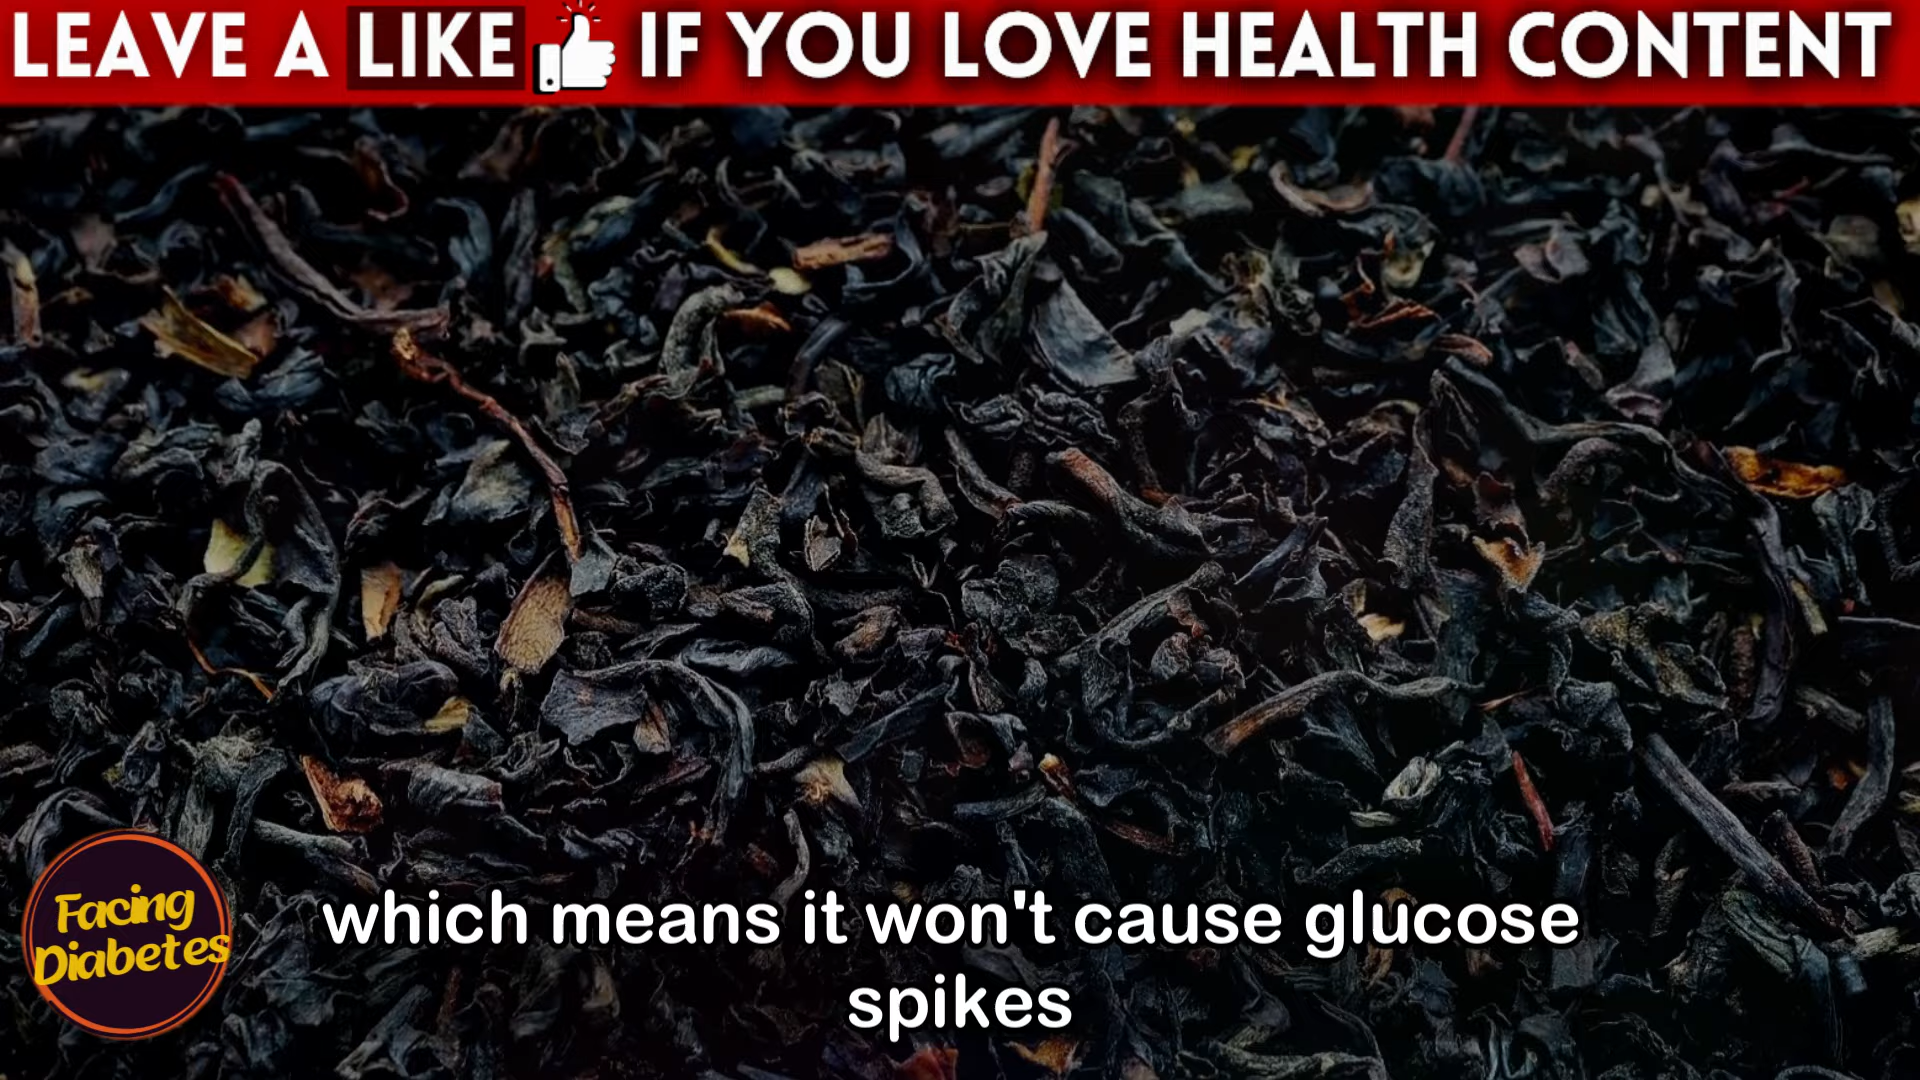 LEAVE A LIKE IF YOU LOVE HEALTH CONTENT
Facing
Diabetes
which means it won't cause glucose
spikes